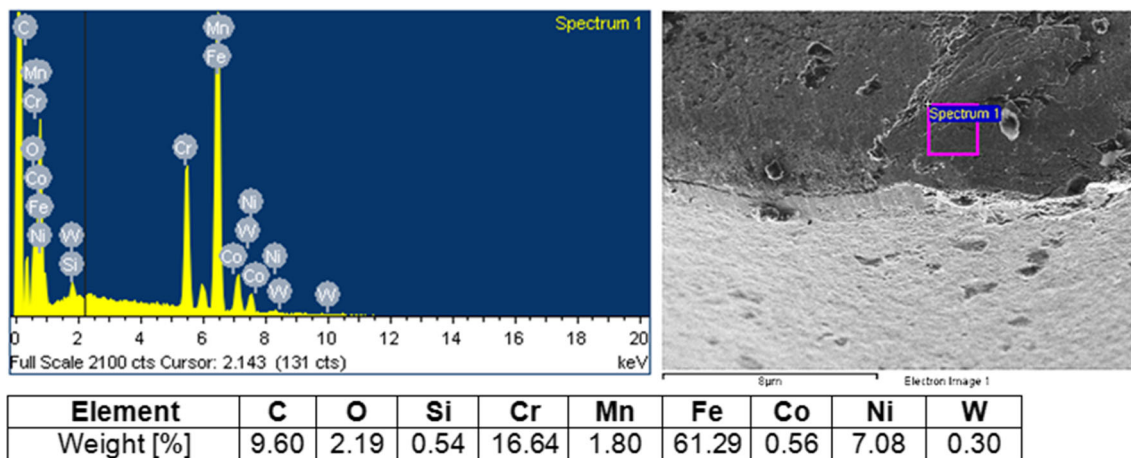 Spectrum 1
C
Mn
Cr
O
Co
Fe
Ni
W
Si
Cr
Mn
Fe
Co
Ni
W
Co
Ni
W
W
0 2 4 6 8 10 12 14 16 18 20
Full Scale 2100 cts Cursor: 2.143 (131 cts) keV
Spectrum 1
8μm Electron Image 1
Element C O Si Cr Mn Fe Co Ni W
Weight [%] 9.60 2.19 0.54 16.64 1.80 61.29 0.56 7.08 0.30